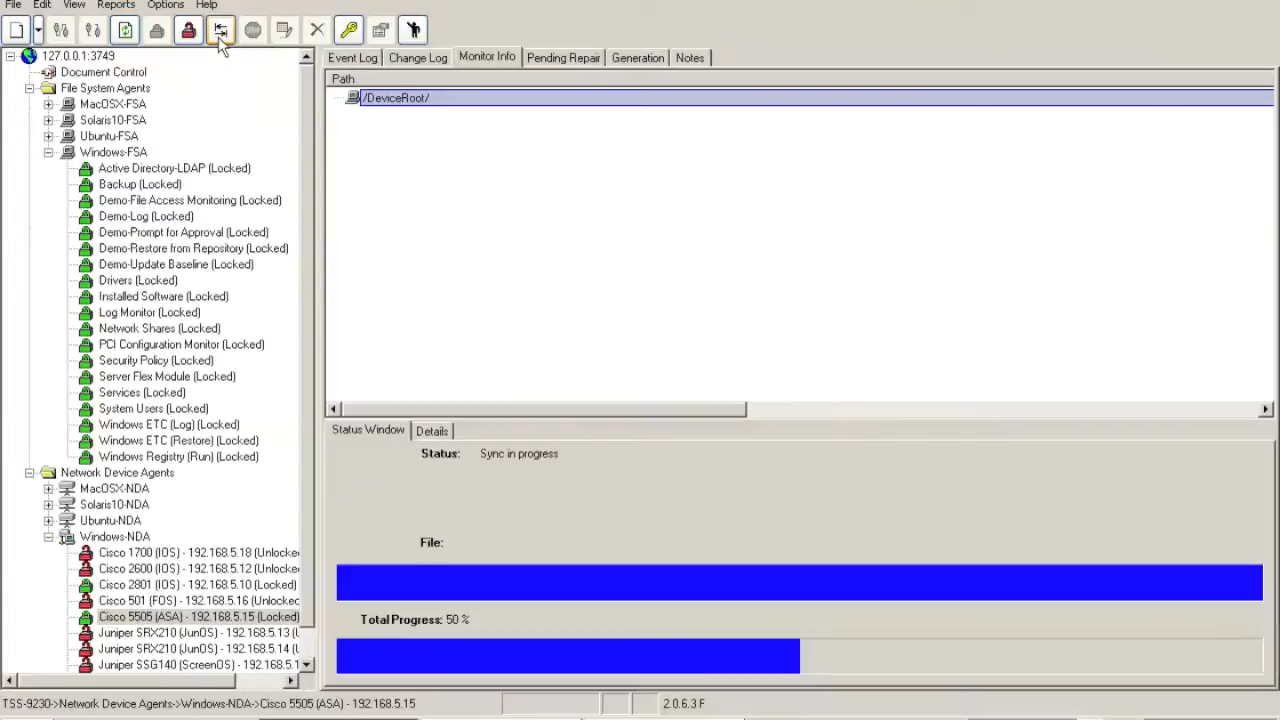 File Edit View Reports Options Help
127.0.0.1:3749
Document Control
File System Agents
MacOSX-FSA
Solaris10-FSA
Ubuntu-FSA
Windows-FSA
Active Directory-LDAP (Locked)
Backup (Locked)
Demo-File Access Monitoring (Locked)
Demo-Log (Locked)
Demo-Prompt for Approval (Locked)
Demo-Restore from Repository (Locked)
Demo-Update Baseline (Locked)
Drivers (Locked)
Installed Software (Locked)
Log Monitor (Locked)
Network Shares (Locked)
PCI Configuration Monitor (Locked)
Security Policy (Locked)
Server Flex Module (Locked)
Services (Locked)
System Users (Locked)
Windows ETC (Log) (Locked)
Windows ETC (Restore) (Locked)
Windows Registry (Run) (Locked)
Network Device Agents
MacOSX-NDA
Solaris10-NDA
Ubuntu-NDA
Windows-NDA
Cisco 1700 (IOS) - 192.168.5.18 (Unlocke
Cisco 2600 (IOS) - 192.168.5.12 (Unlocke
Cisco 2801 (IOS) - 192.168.5.10 (Locked)
Cisco 501 (FOS) - 192.168.5.16 (Unlocked
Cisco 5505 (ASA) - 192.168.5.15 (Locked)
Juniper SRX210 (JunOS) - 192.168.5.13 (U
Juniper SRX210 (JunOS) - 192.168.5.14 (U
Juniper SSG140 (ScreenOS) - 192.168.5.1
Event Log Change Log Monitor Info Pending Repair Generation Notes
Path
/DeviceRoot/
Status Window Details
Status: Sync in progress
File:
Total Progress: 50 %
TSS-9230->Network Device Agents->Windows-NDA->Cisco 5505 (ASA) - 192.168.5.15 2.0.6.3 F